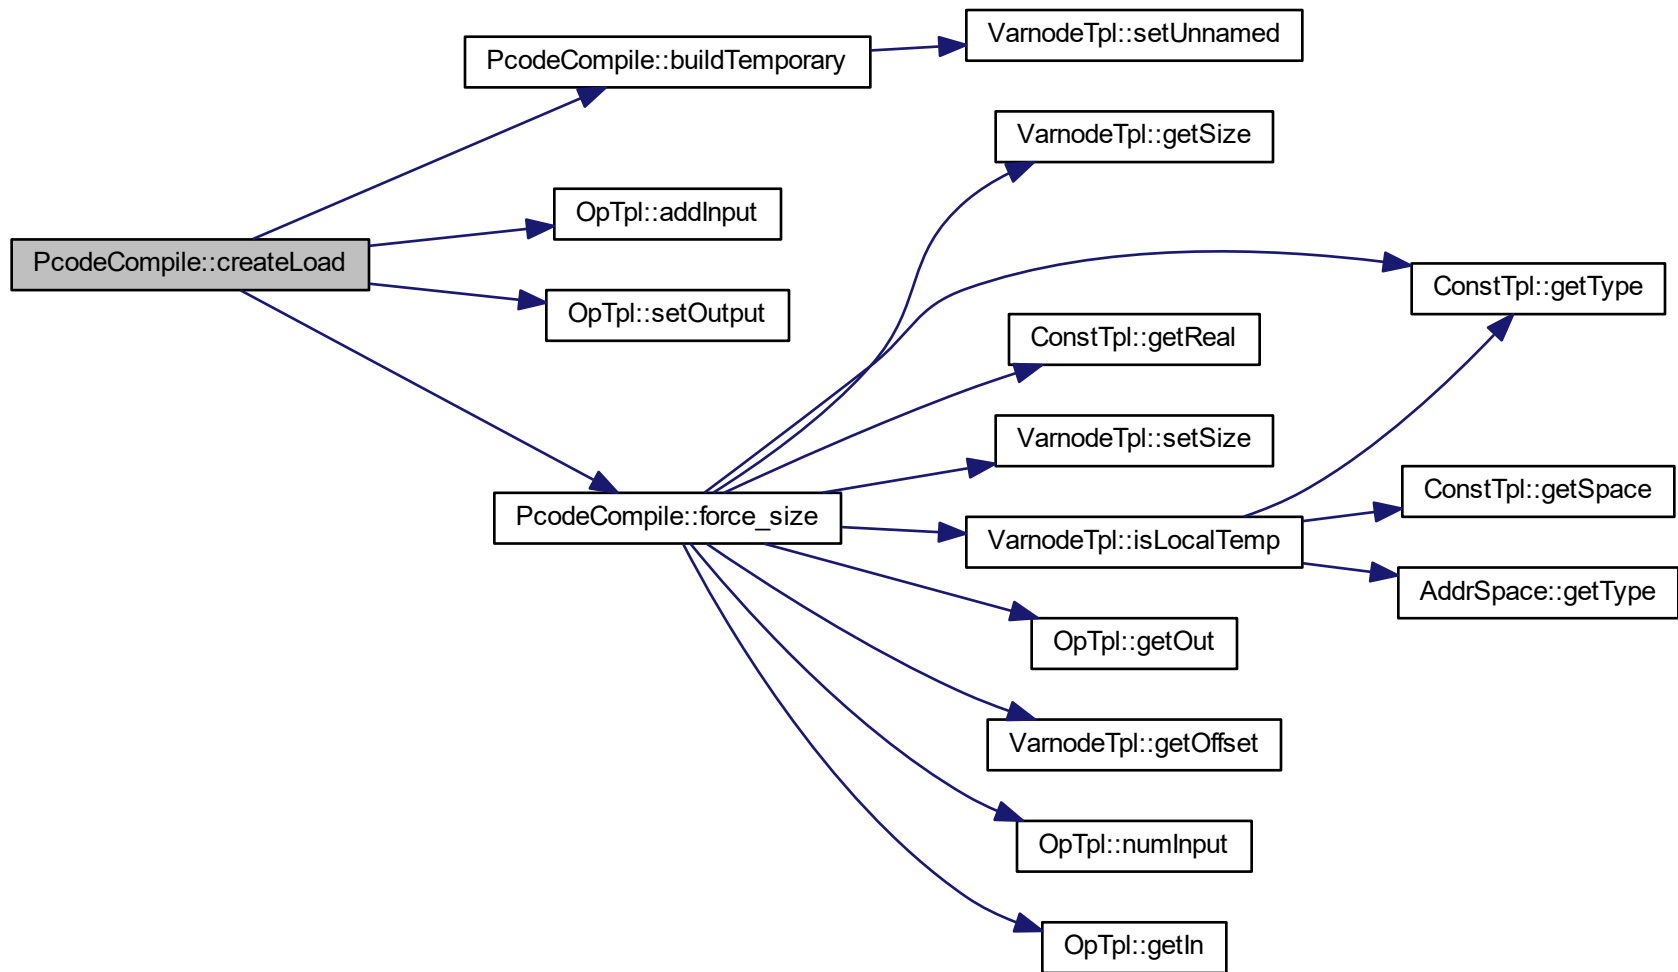 VarnodeTpl::setUnnamed
PcodeCompile::buildTemporary
VarnodeTpl::getSize
OpTpl::addInput
PcodeCompile::createLoad
ConstTpl::getType
OpTpl::setOutput
ConstTpl::getReal
VarnodeTpl::setSize
ConstTpl::getSpace
PcodeCompile::force_size
VarnodeTpl::isLocalTemp
AddrSpace::getType
OpTpl::getOut
VarnodeTpl::getOffset
OpTpl::numInput
OpTpl::getIn